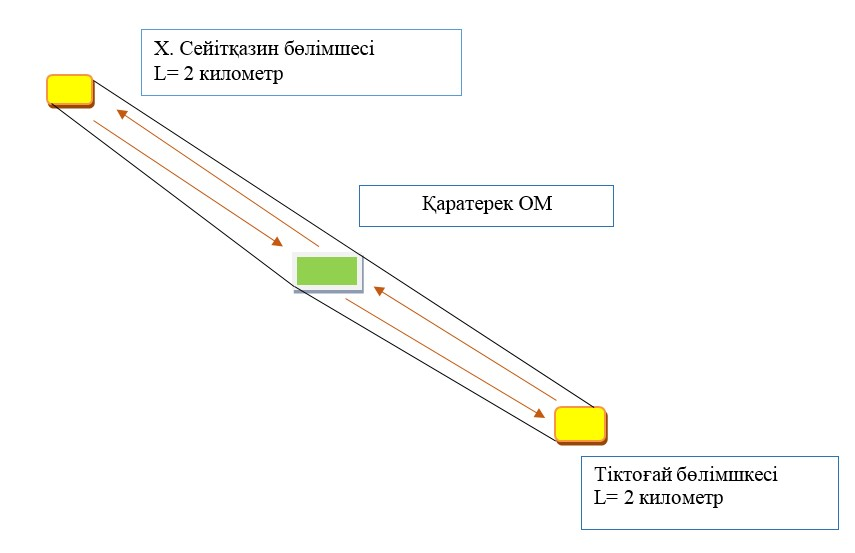 Х. Сейітқазин бөлімшесі
L= 2 километр
Қаратерек ОМ
Тіктоғай бөлімшкесі
L= 2 километр